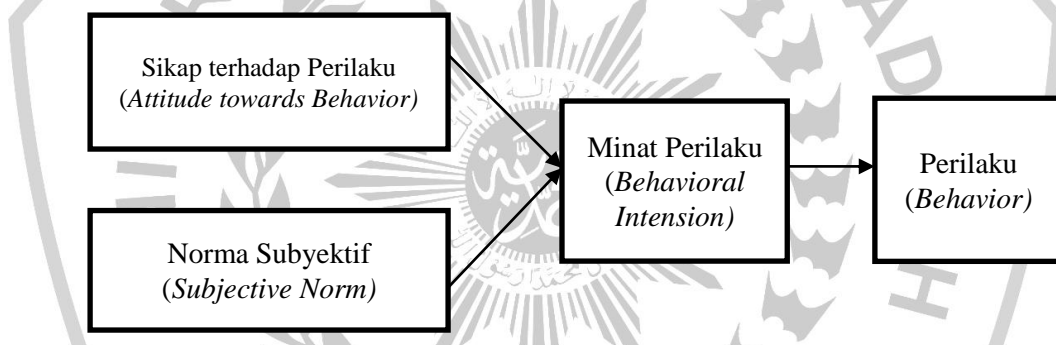 Sikap terhadap Perilaku
(Attitude towards Behavior)
Norma Subyektif
(Subjective Norm)
Minat Perilaku
(Behavioral
Intension)
Perilaku
(Behavior)